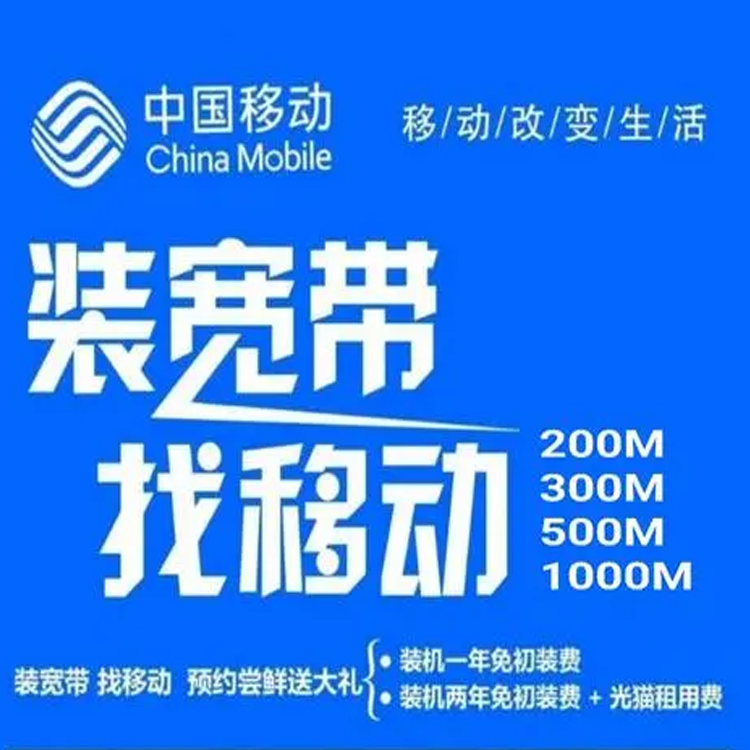 中国移动
China Mobile
移/动/改/变/生/活
装宽带
找移动
200M
300M
500M
1000M
装宽带 找移动 预约尝鲜送大礼
• 装机一年免初装费
• 装机两年免初装费 + 光猫租用费